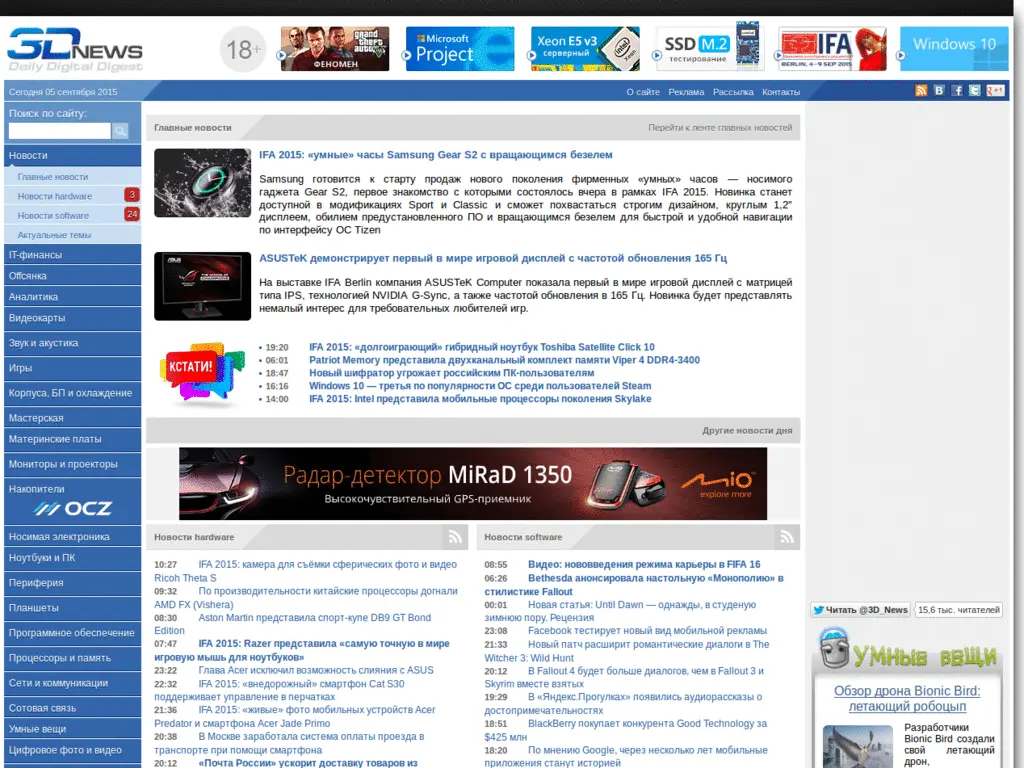 3DNEWS
Daily Digital Digest
18+
ФЕНОМЕН
Microsoft
Project
Xeon E5 v3
серверный
SSD M.2
тестирование
IFA
BERLIN, 4 - 9 SEP 2015
Windows 10
Сегодня 05 сентября 2015
О сайте Реклама Рассылка Контакты
Поиск по сайту:
Новости
Главные новости
Новости hardware 3
Новости software 24
Актуальные темы
IT-финансы
Offсянка
Аналитика
Видеокарты
Звук и акустика
Игры
Корпуса, БП и охлаждение
Мастерская
Материнские платы
Мониторы и проекторы
Накопители
OCZ
Носимая электроника
Ноутбуки и ПК
Периферия
Планшеты
Программное обеспечение
Процессоры и память
Сети и коммуникации
Сотовая связь
Умные вещи
Цифровое фото и видео
Главные новости
Перейти к ленте главных новостей
IFA 2015: «умные» часы Samsung Gear S2 с вращающимся безелем
Samsung готовится к старту продаж нового поколения фирменных «умных» часов — носимого
гаджета Gear S2, первое знакомство с которыми состоялось вчера в рамках IFA 2015. Новинка станет
доступной в модификациях Sport и Classic и сможет похвастаться строгим дизайном, круглым 1,2"
дисплеем, обилием предустановленного ПО и вращающимся безелем для быстрой и удобной навигации
по интерфейсу ОС Tizen
ASUSTeK демонстрирует первый в мире игровой дисплей с частотой обновления 165 Гц
На выставке IFA Berlin компания ASUSTeK Computer показала первый в мире игровой дисплей с матрицей
типа IPS, технологией NVIDIA G-Sync, а также частотой обновления в 165 Гц. Новинка будет представлять
немалый интерес для требовательных любителей игр.
КСТАТИ!
19:20 IFA 2015: «долгоиграющий» гибридный ноутбук Toshiba Satellite Click 10
06:01 Patriot Memory представила двухканальный комплект памяти Viper 4 DDR4-3400
18:47 Новый шифратор угрожает российским ПК-пользователям
16:16 Windows 10 — третья по популярности ОС среди пользователей Steam
14:00 IFA 2015: Intel представила мобильные процессоры поколения Skylake
Другие новости дня
Радар-детектор MiRaD 1350
Высокочувствительный GPS-приемник
MIO
explore more
Новости hardware
10:27 IFA 2015: камера для съёмки сферических фото и видео
Ricoh Theta S
09:32 По производительности китайские процессоры догнали
AMD FX (Vishera)
08:30 Aston Martin представила спорт-купе DB9 GT Bond
Edition
07:47 IFA 2015: Razer представила «самую точную в мире
игровую мышь для ноутбуков»
23:22 Глава Acer исключил возможность слияния с ASUS
22:32 IFA 2015: «внедорожный» смартфон Cat S30
поддерживает управление в перчатках
21:36 IFA 2015: «живые» фото мобильных устройств Acer
Predator и смартфона Acer Jade Primo
20:38 В Москве заработала система оплаты проезда в
транспорте при помощи смартфона
20:12 «Почта России» ускорит доставку товаров из
Новости software
08:55 Видео: нововведения режима карьеры в FIFA 16
06:26 Bethesda анонсировала настольную «Монополию» в
стилистике Fallout
00:01 Новая статья: Until Dawn — однажды, в студеную
зимнюю пору. Рецензия
23:08 Facebook тестирует новый вид мобильной рекламы
21:33 Новый патч расширит романтические диалоги в The
Witcher 3: Wild Hunt
20:12 В Fallout 4 будет больше диалогов, чем в Fallout 3 и
Skyrim вместе взятых
19:29 В «Яндекс.Прогулках» появились аудиорассказы о
достопримечательностях
18:51 BlackBerry покупает конкурента Good Technology за
$425 млн
18:20 По мнению Google, через несколько лет мобильные
приложения станут историей
Читать @3D_News 15,6 тыс. читателей
УМНЫЕ ВЕЩИ
Обзор дрона Bionic Bird:
летающий робоцып
Разработчики
Bionic Bird создали
свой летающий
дрон,